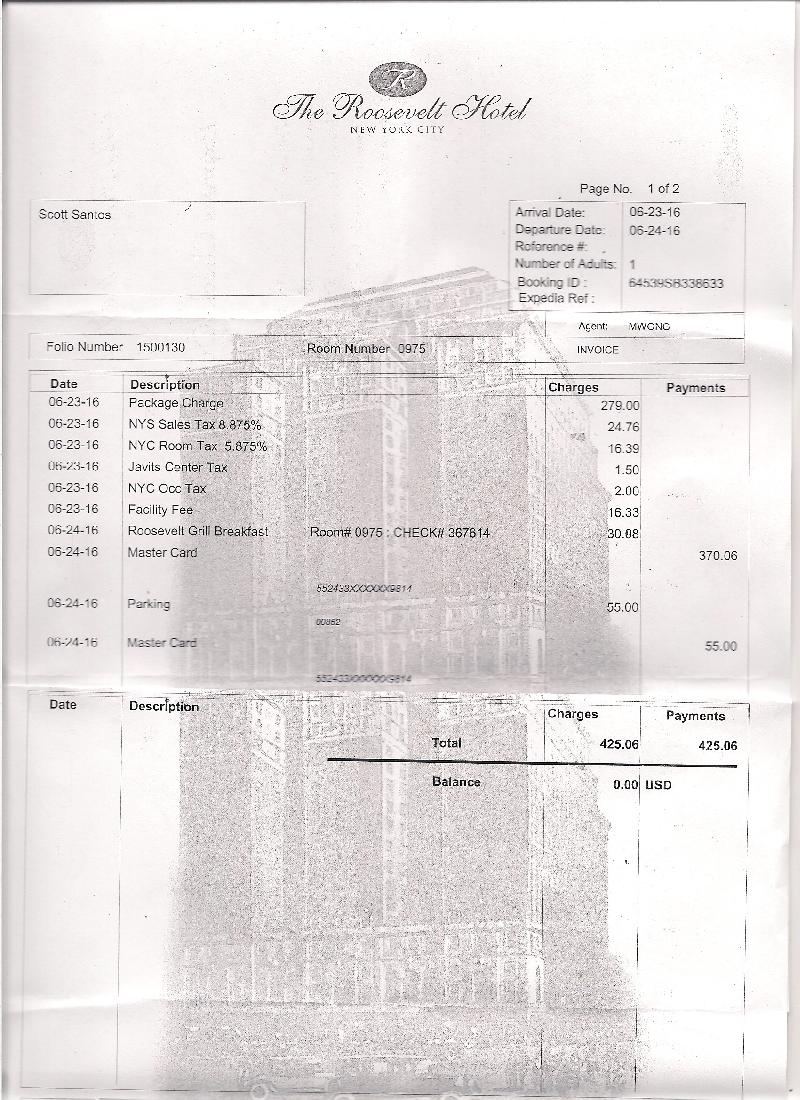 R
The Roosevelt Hotel
NEW YORK CITY
Page No. 1 of 2
Scott Santos
Arrival Date: 06-23-16
Departure Date: 06-24-16
Reference #:
Number of Adults: 1
Booking ID : 64539SB338633
Expedia Ref :
Agent: MWONG
Folio Number 1500130 Room Number 0975 INVOICE
Date Description Charges Payments
06-23-16 Package Charge 279.00
06-23-16 NYS Sales Tax 8.875% 24.76
06-23-16 NYC Room Tax 5.875% 16.39
06-23-16 Javits Center Tax 1.50
06-23-16 NYC Occ Tax 2.00
06-23-16 Facility Fee 16.33
06-24-16 Roosevelt Grill Breakfast Room# 0975 : CHECK# 367814 30.08
06-24-16 Master Card 370.06
552433XXXXXX9814
06-24-16 Parking 55.00
00862
06-24-16 Master Card 55.00
552433XXXXXX9814
Date Description Charges Payments
Total 425.06 425.06
Balance 0.00 USD